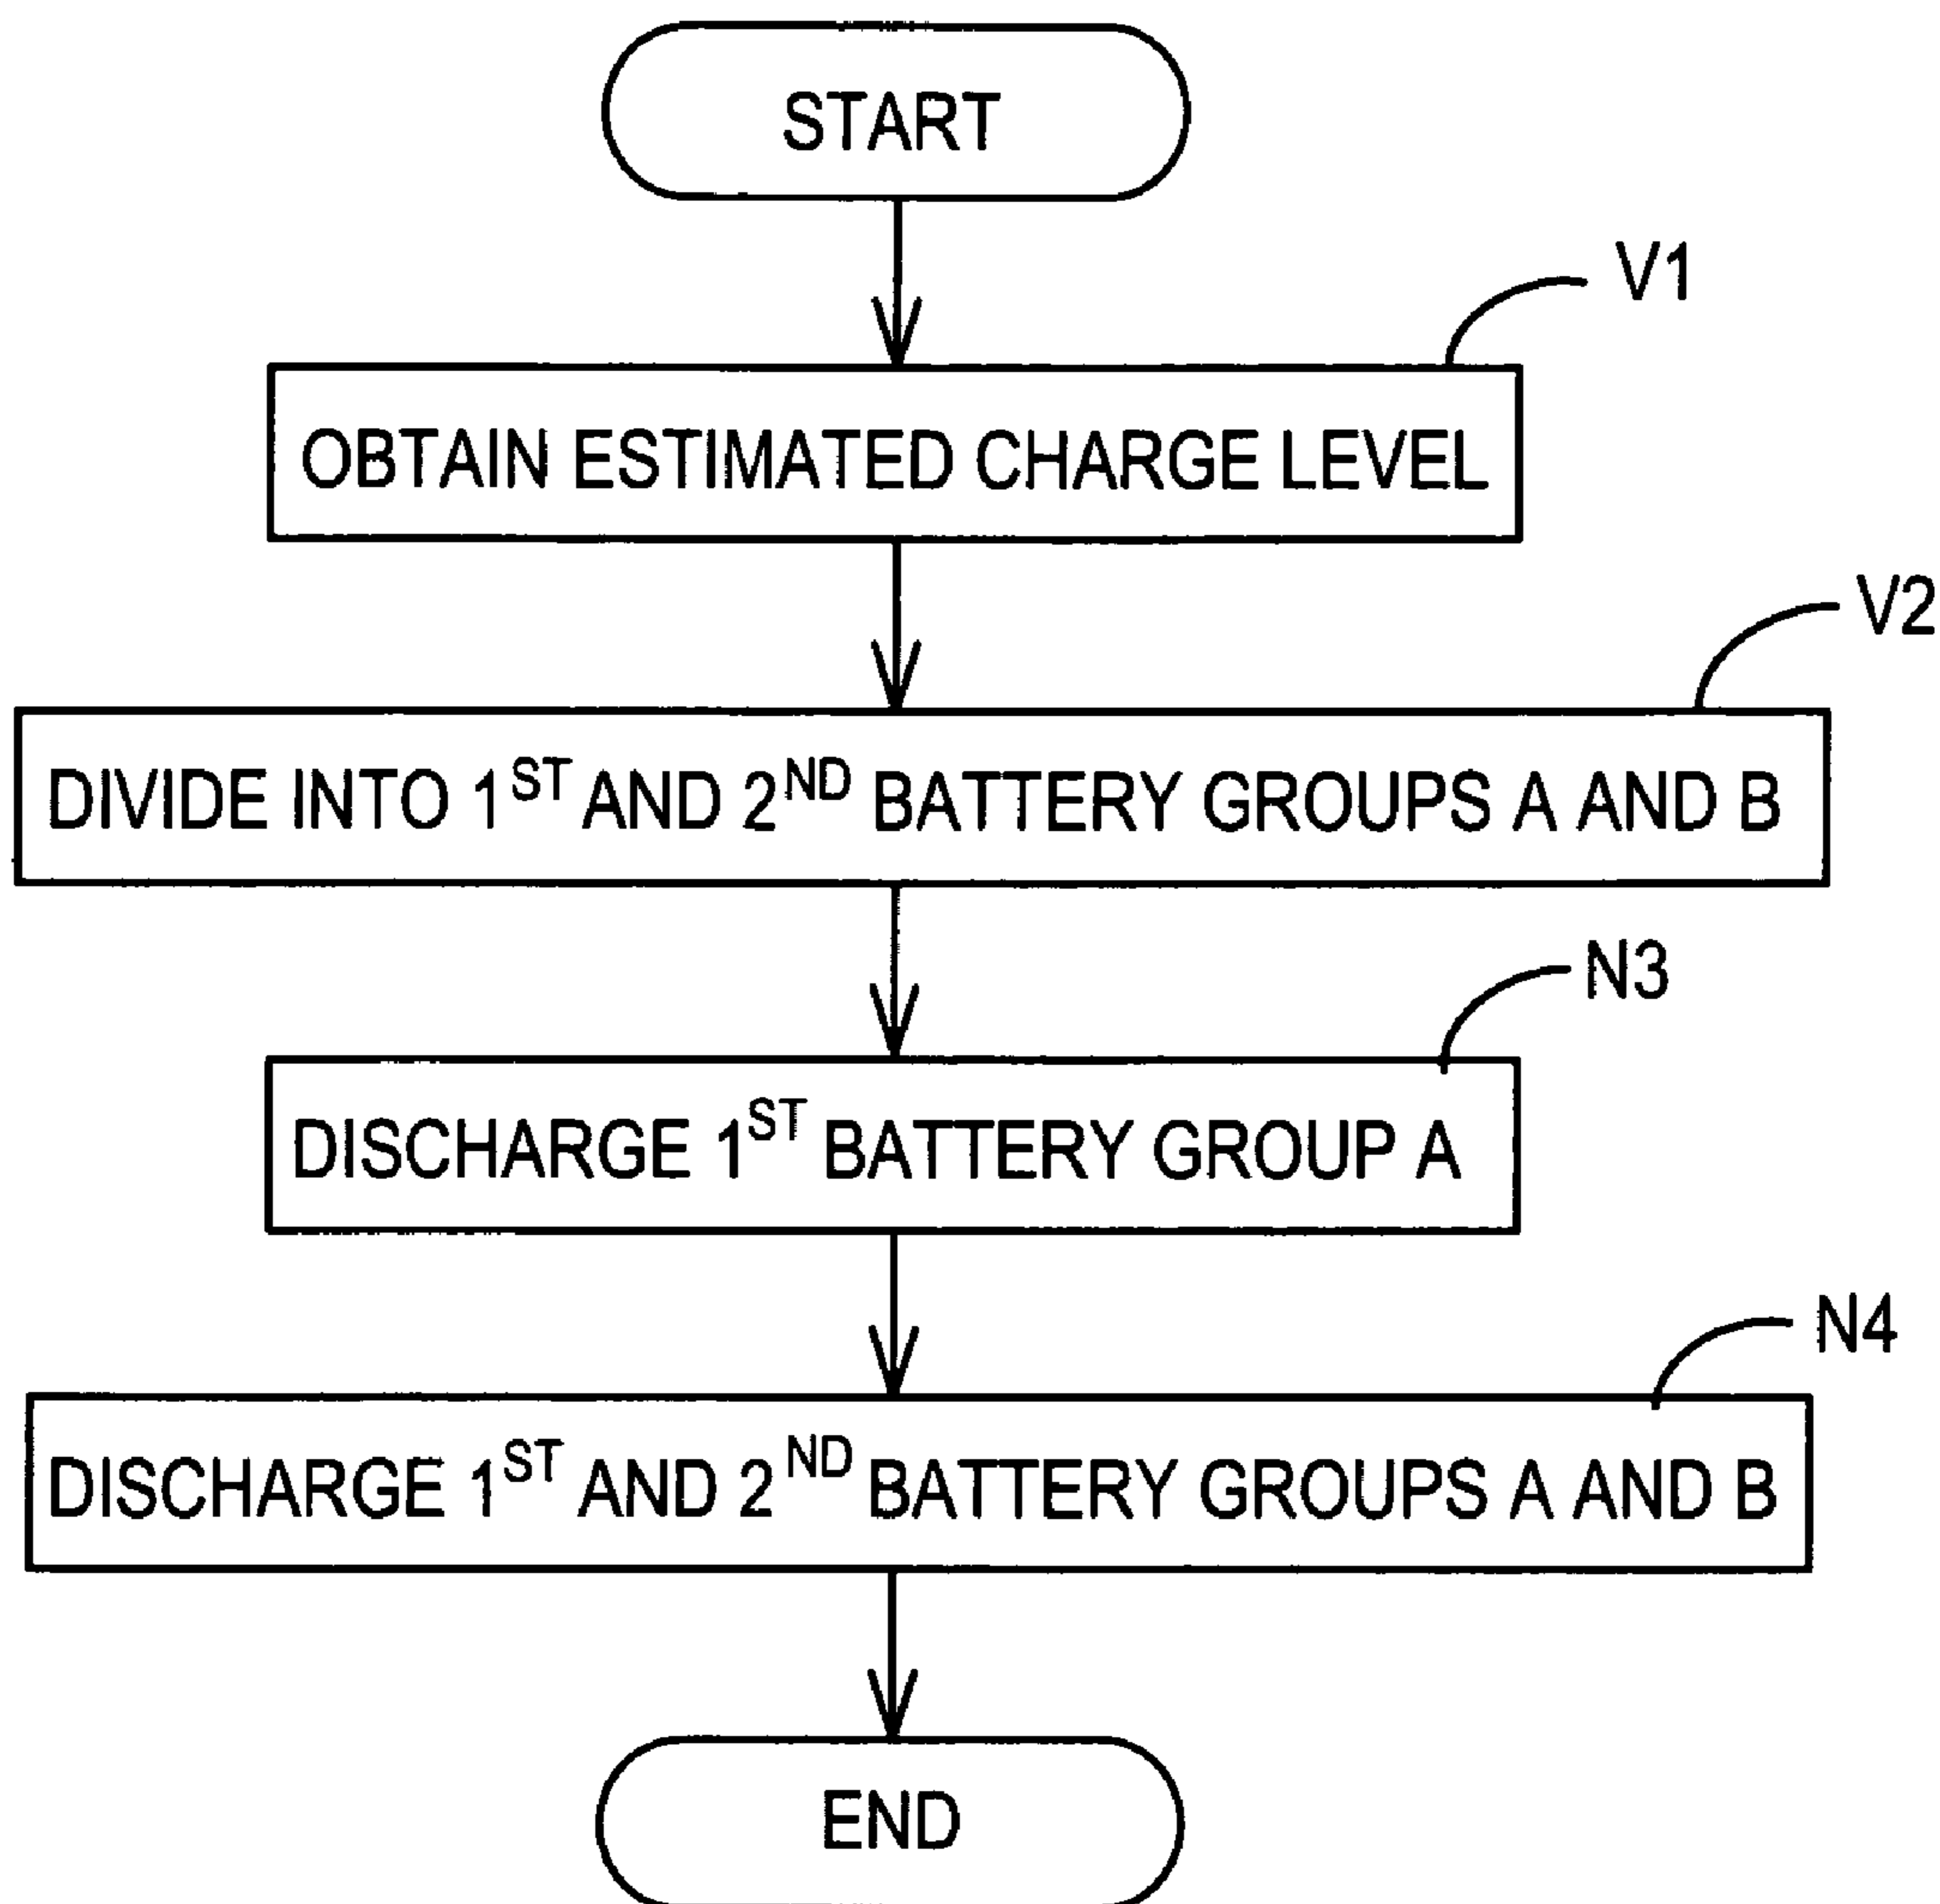 START
V1
OBTAIN ESTIMATED CHARGE LEVEL
V2
DIVIDE INTO 1ST AND 2ND BATTERY GROUPS A AND B
N3
DISCHARGE 1ST BATTERY GROUP A
N4
DISCHARGE 1ST AND 2ND BATTERY GROUPS A AND B
END